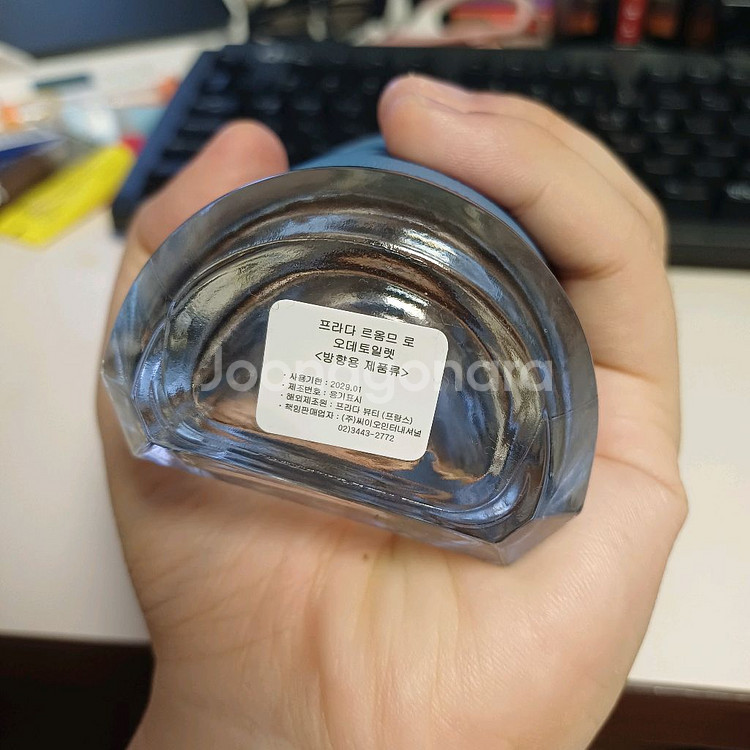 프라다 르옴므 로
오데토일렛
<방향용 제품류>
· 사용기한 : 2029.01
· 제조번호 : 용기표시
· 해외제조원 : 프라다 뷰티 (프랑스)
· 책임판매업자 : (주)씨이오인터내셔널
02)3443-2772
Joonggonara